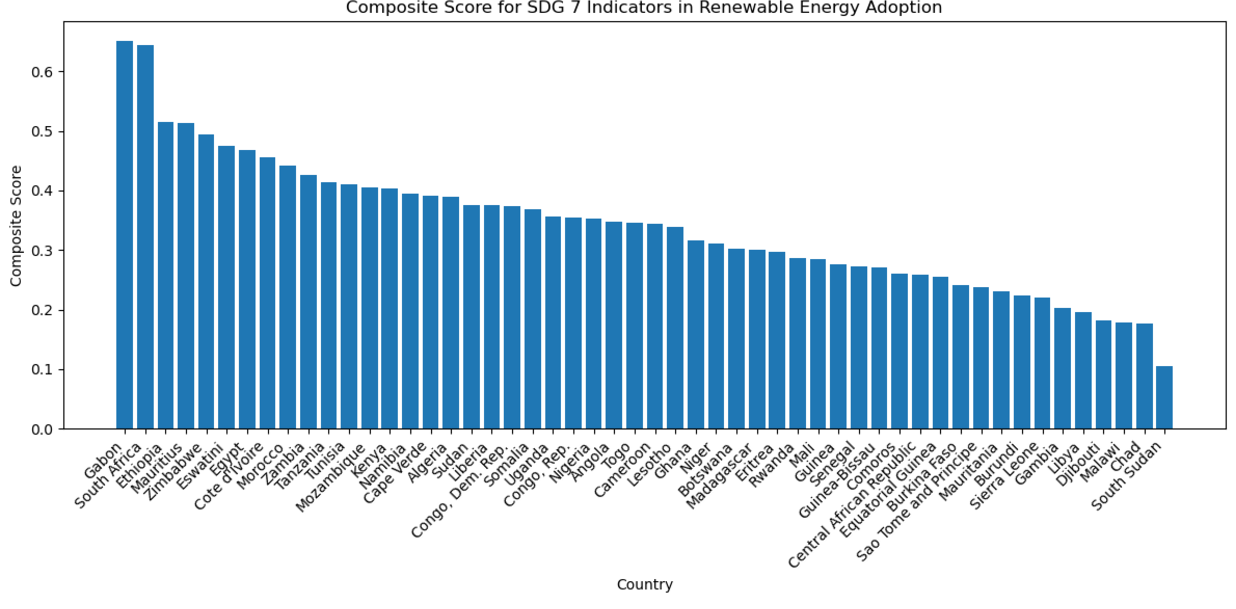 Composite Score for SDG 7 Indicators in Renewable Energy Adoption
Composite Score
0.6
0.5
0.4
0.3
0.2
0.1
0.0
Gabon
South Africa
Ethiopia
Mauritius
Zimbabwe
Eswatini
Egypt
Cote d'Ivoire
Morocco
Zambia
Tanzania
Tunisia
Mozambique
Kenya
Namibia
Cape Verde
Algeria
Sudan
Liberia
Congo, Dem. Rep.
Somalia
Uganda
Congo, Rep.
Nigeria
Angola
Togo
Cameroon
Lesotho
Ghana
Niger
Botswana
Madagascar
Eritrea
Rwanda
Mali
Guinea
Senegal
Guinea-Bissau
Comoros
Central African Republic
Equatorial Guinea
Burkina Faso
Sao Tome and Principe
Mauritania
Burundi
Sierra Leone
Gambia
Libya
Djibouti
Malawi
Chad
South Sudan
Country